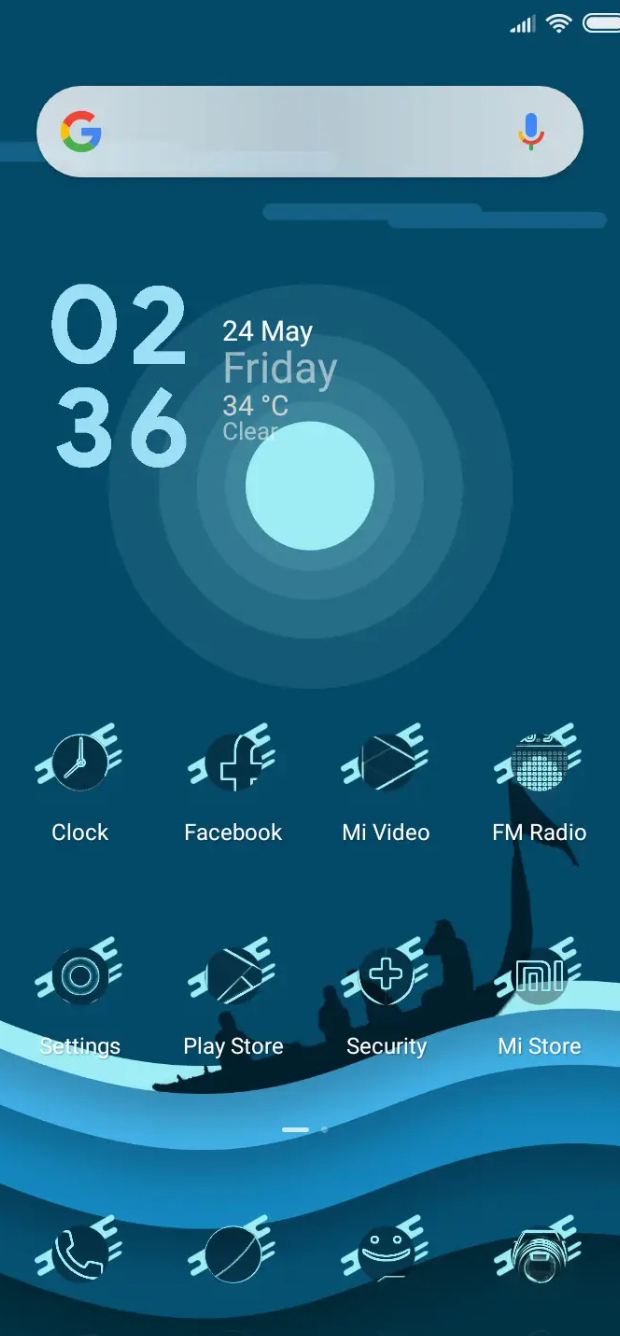 02
36
24 May
Friday
34 °C
Clear
Clock
Facebook
Mi Video
FM Radio
Settings
Play Store
Security
Mi Store